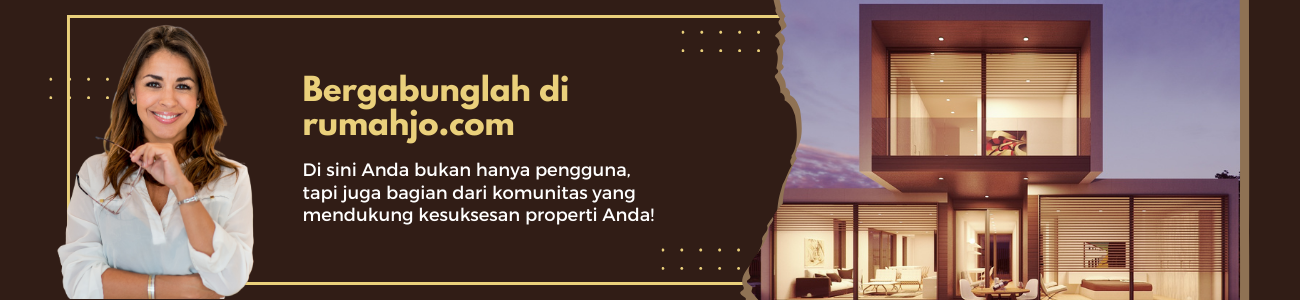 Bergabunglah di
rumahjo.com
Di sini Anda bukan hanya pengguna,
tapi juga bagian dari komunitas yang
mendukung kesuksesan properti Anda!